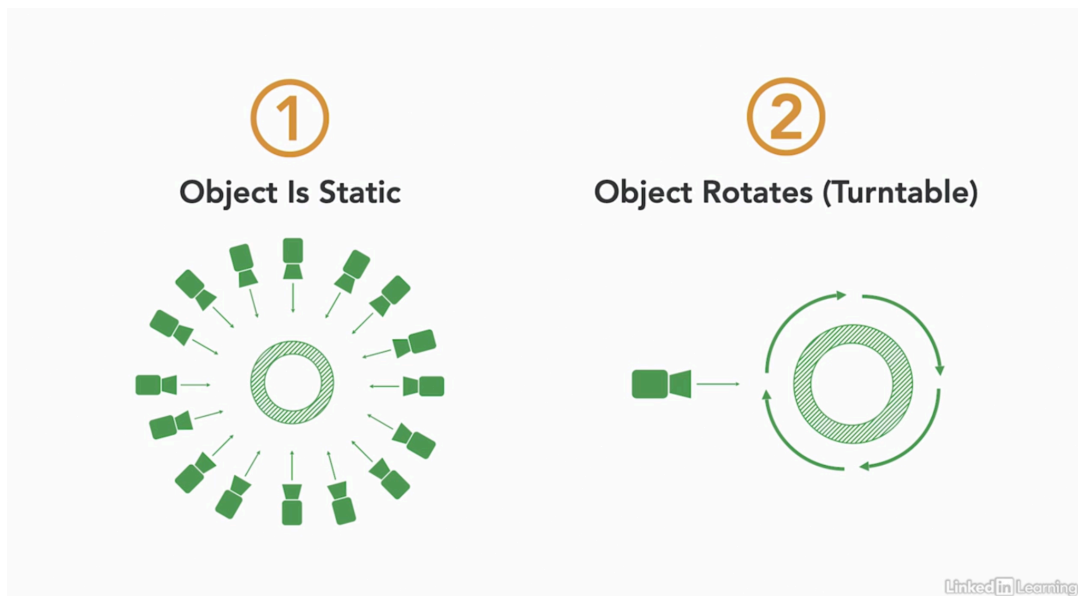 1
Object Is Static
2
Object Rotates (Turntable)
LinkedIn Learning